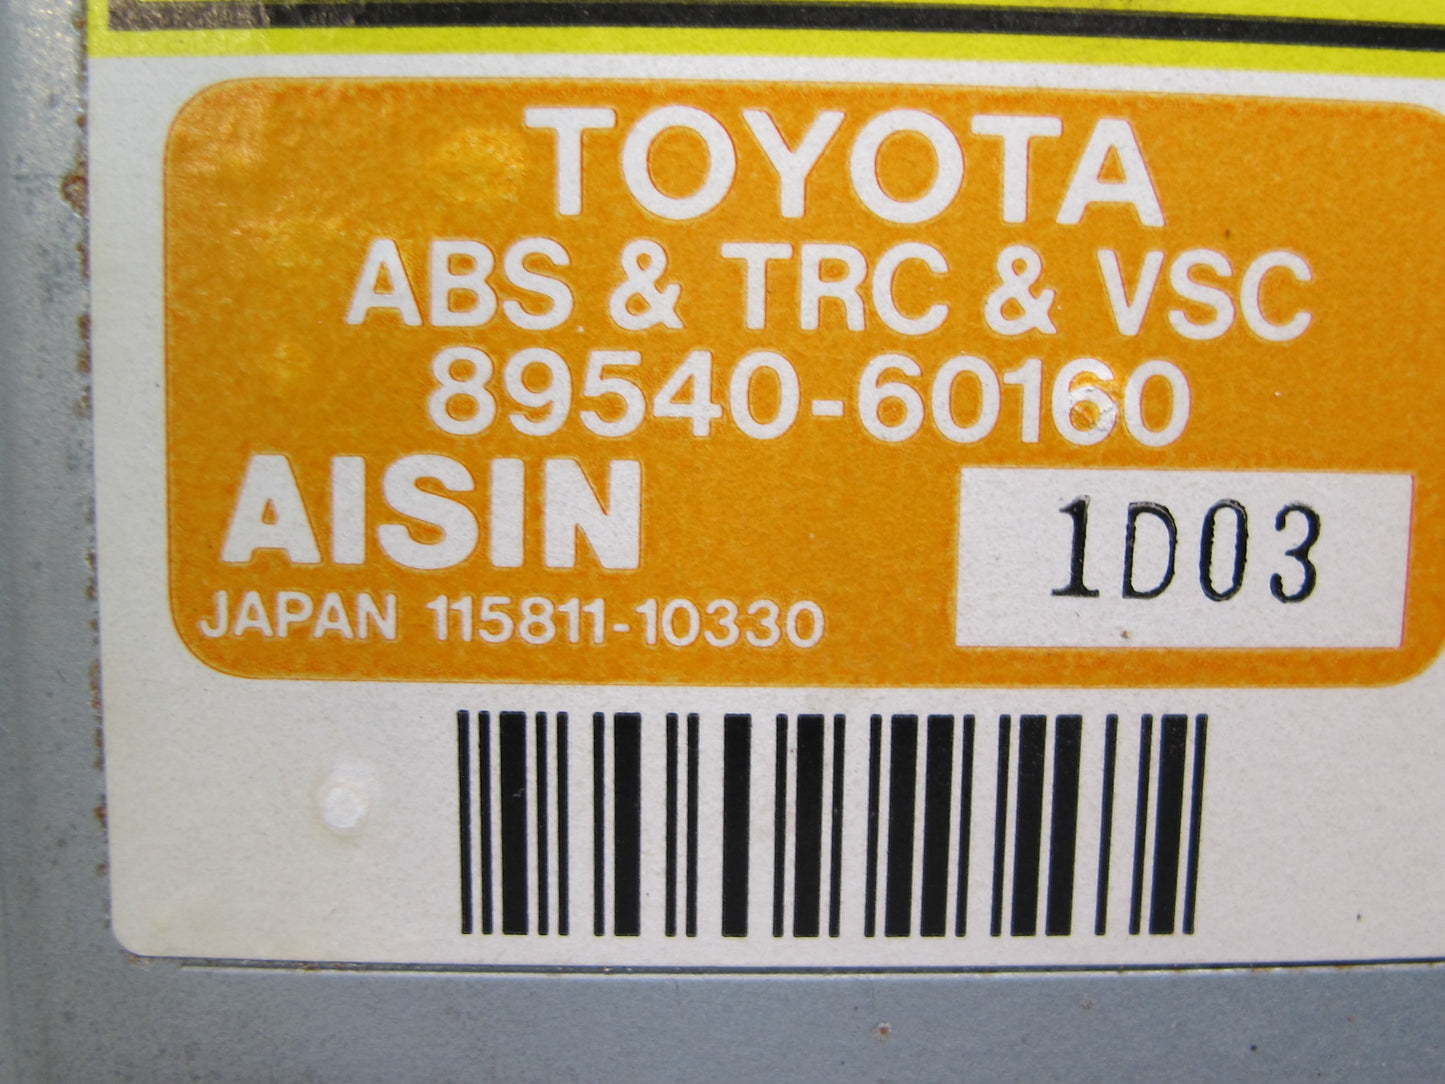 TOYOTA
ABS & TRC & VSC
89540-60160
AISIN
1D03
JAPAN 115811-10330